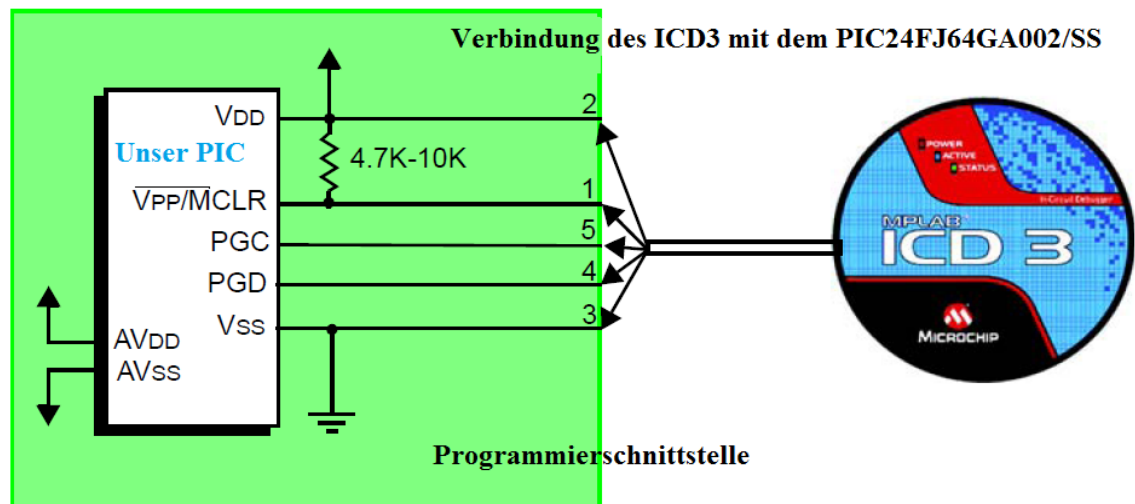 Verbindung des ICD3 mit dem PIC24FJ64GA002/SS
VDD
2
Unser PIC
4.7K-10K
VPP/MCLR
1
PGC
5
PGD
4
VSS
3
AVDD
AVSS
Programmierschnittstelle
POWER
ACTIVE
STATUS
In-Circuit Debugger
MPLAB
ICD 3
MICROCHIP